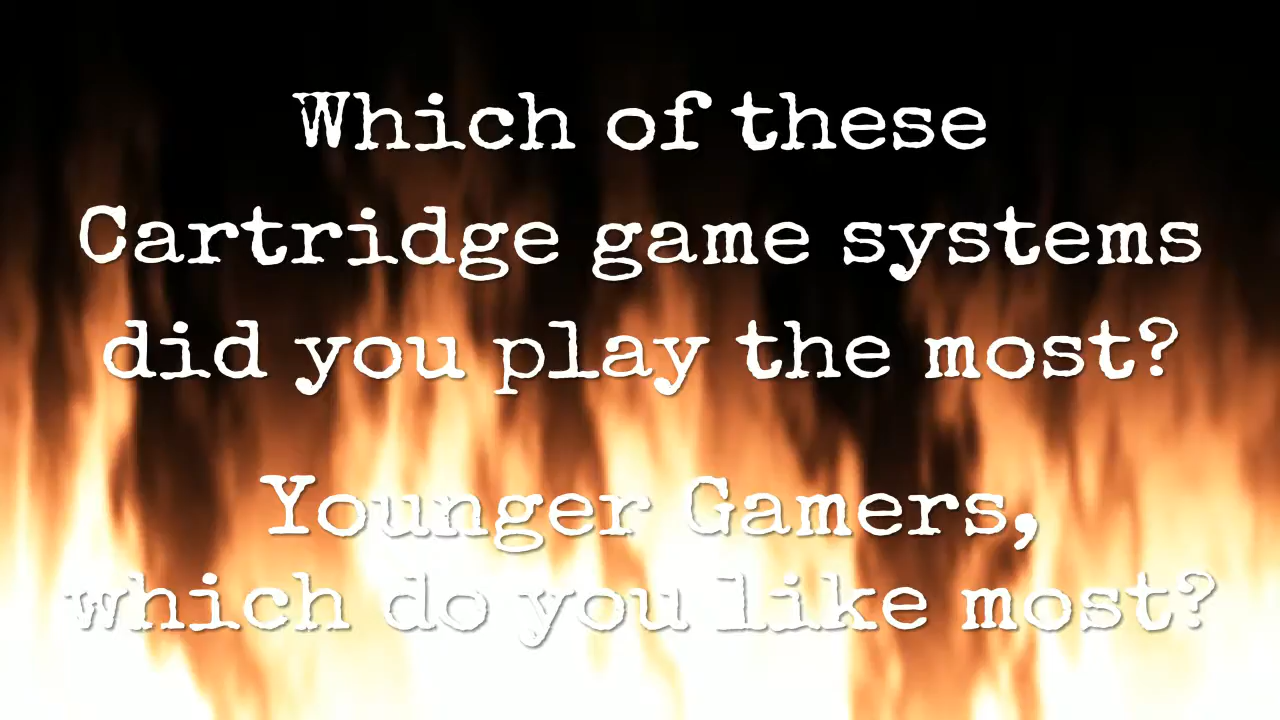 Which of these
Cartridge game systems
did you play the most?
Younger Gamers,
which do you like most?